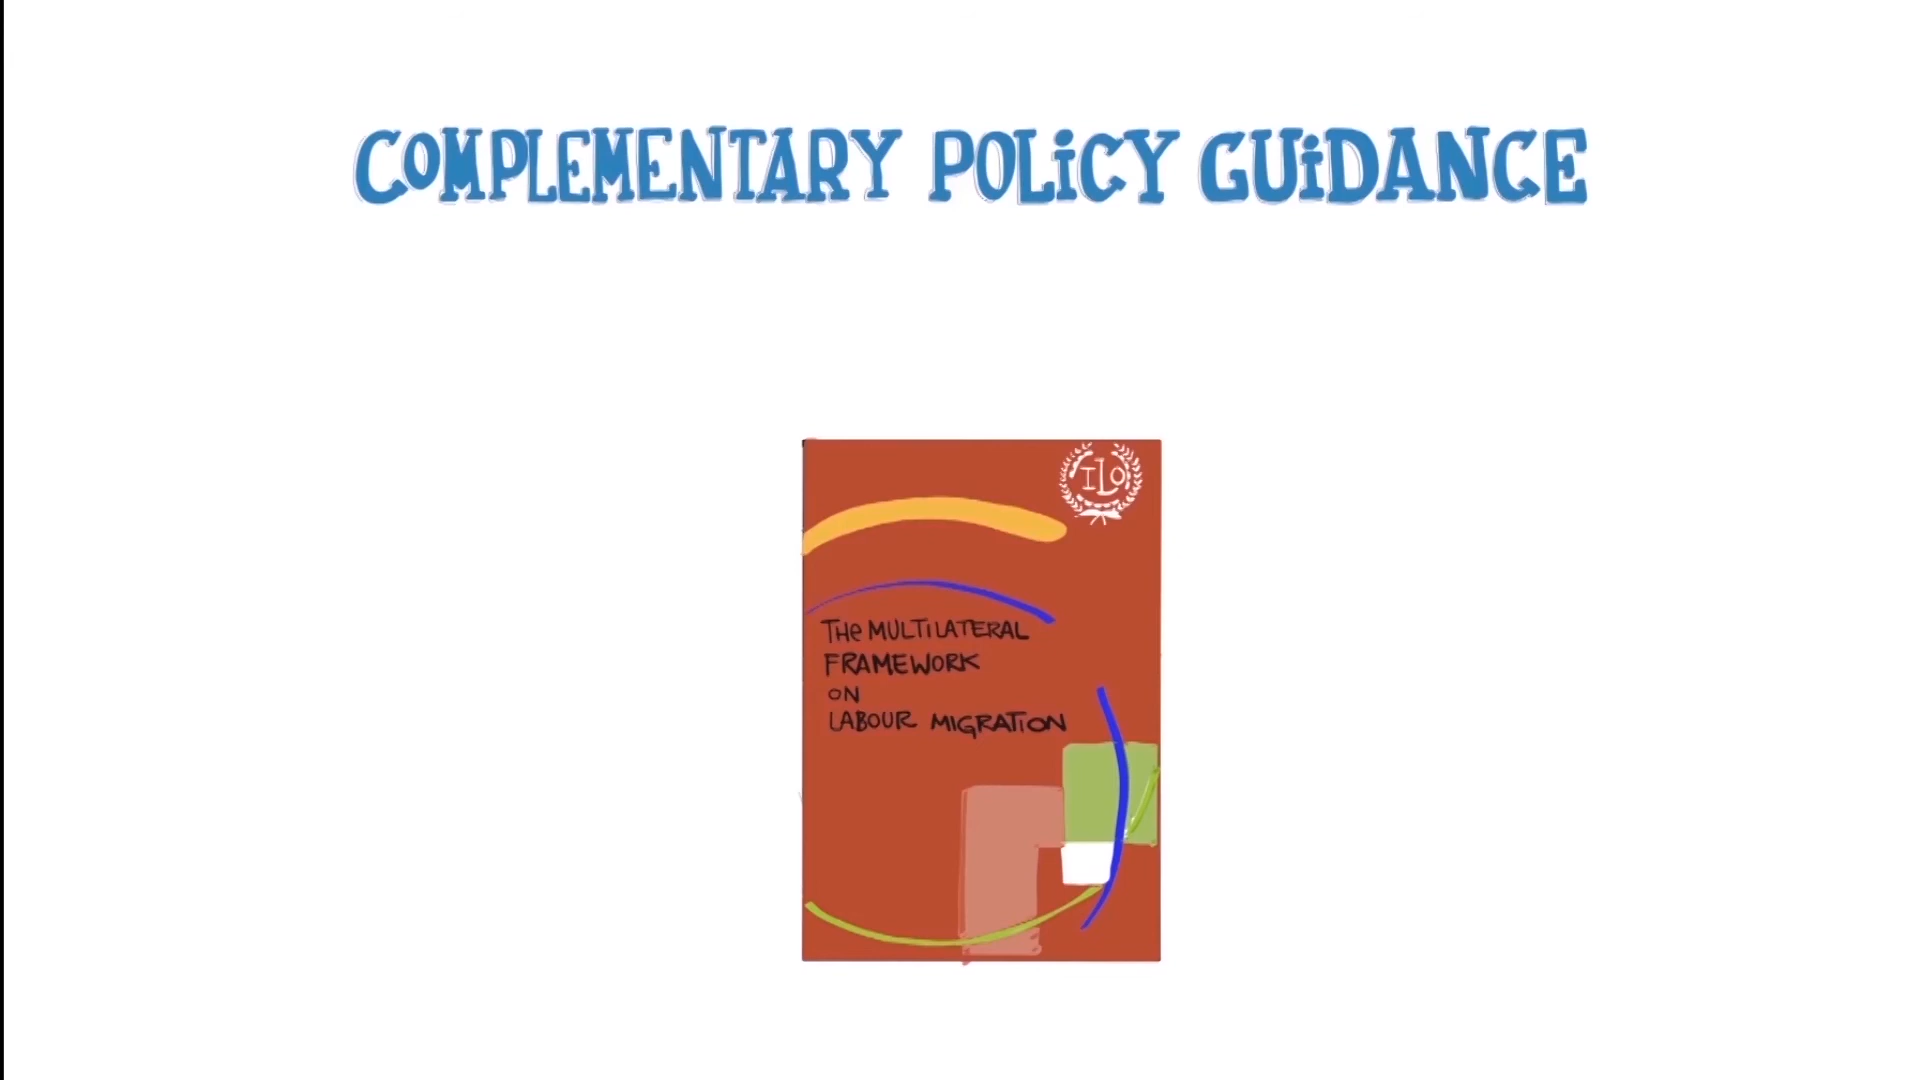 COMPLEMENTARY POLiCY GUiDANCE
ILO
THe MULTiLATERAL
FRAMEWORK
ON
LABOUR MIGRATiON